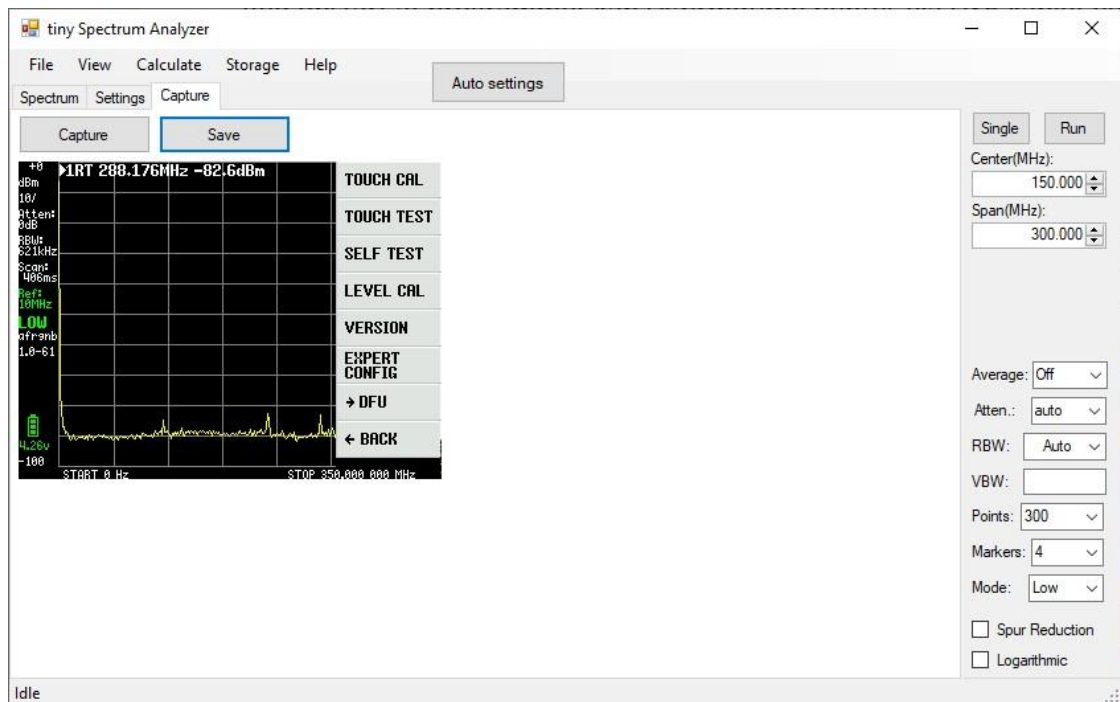 tiny Spectrum Analyzer
File View Calculate Storage Help
Auto settings
Spectrum Settings Capture
Capture Save
Single Run
Center(MHz):
150.000
Span(MHz):
300.000
+0
dBm
10/
Atten:
0dB
RBW:
621kHz
Scan:
406ms
Ref:
10MHz
LOW
afrgnb
1.0-61
4.26v
-100
1RT 288.176MHz -82.6dBm
START 0 Hz STOP 350.000 000 MHz
TOUCH CAL
TOUCH TEST
SELF TEST
LEVEL CAL
VERSION
EXPERT
CONFIG
→ DFU
← BACK
Average: Off
Atten.: auto
RBW: Auto
VBW:
Points: 300
Markers: 4
Mode: Low
Spur Reduction
Logarithmic
Idle